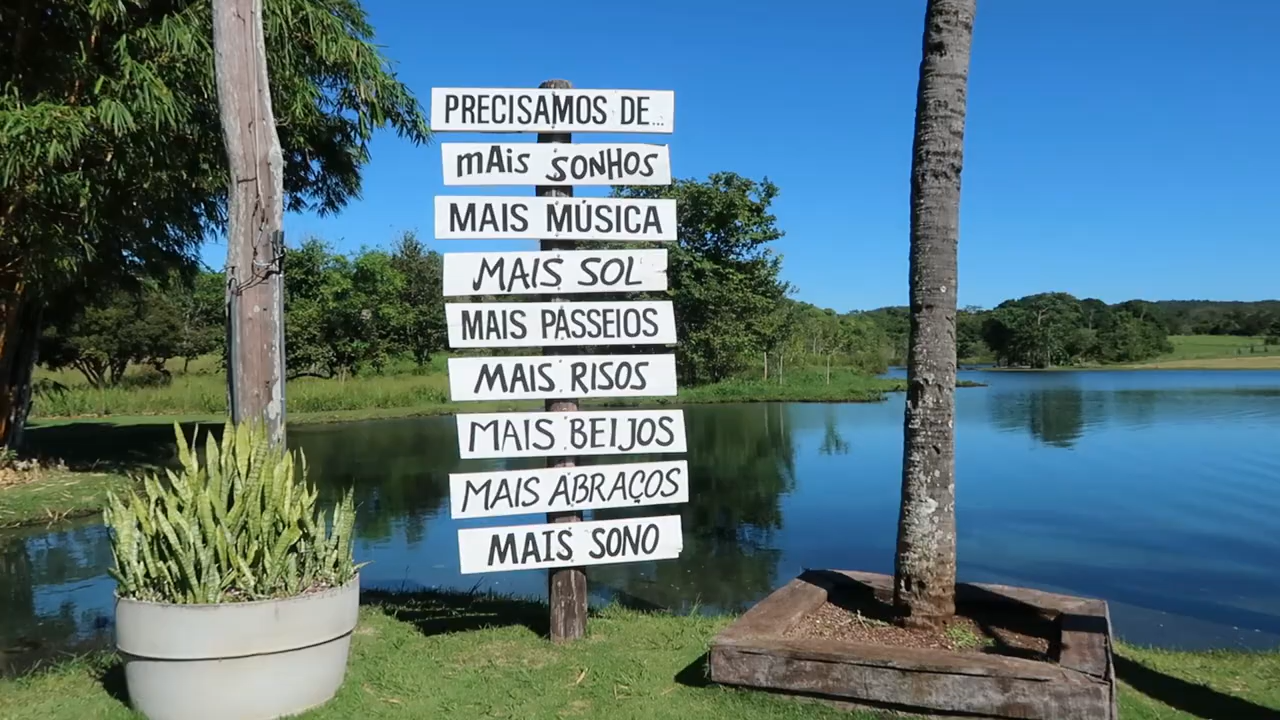 PRECISAMOS DE...
mAis SONHOS
MAIS MÚSICA
MAIS SOL
MAIS PASSEIOS
MAIS RISOS
MAIS BEIJOS
MAIS ABRAÇOS
MAIS SONO